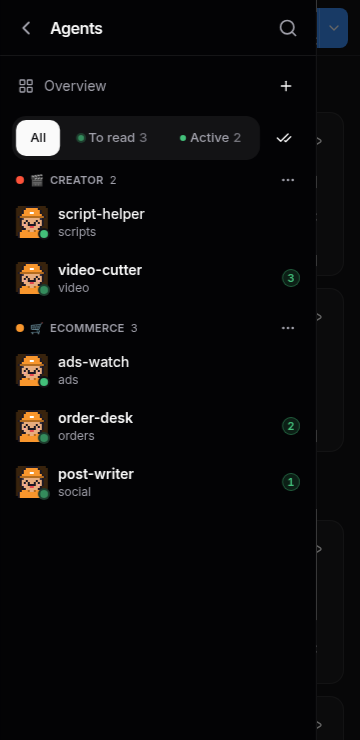 Agents
Overview
All To read 3 Active 2
CREATOR 2
script-helper
scripts
video-cutter
video
3
ECOMMERCE 3
ads-watch
ads
order-desk
orders
2
post-writer
social
1